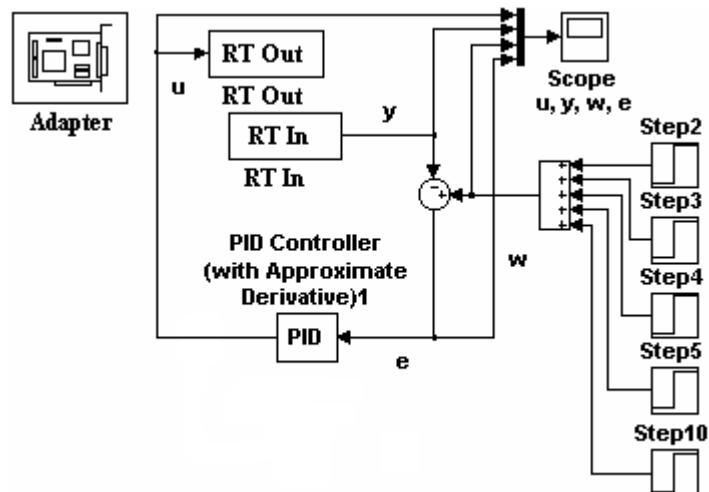 RT Out
u
RT Out
Adapter
RT In
RT In
y
Scope
u, y, w, e
Step2
Step3
Step4
Step5
Step10
- +
+
+
+
+
+
w
PID Controller
(with Approximate
Derivative)1
PID
e